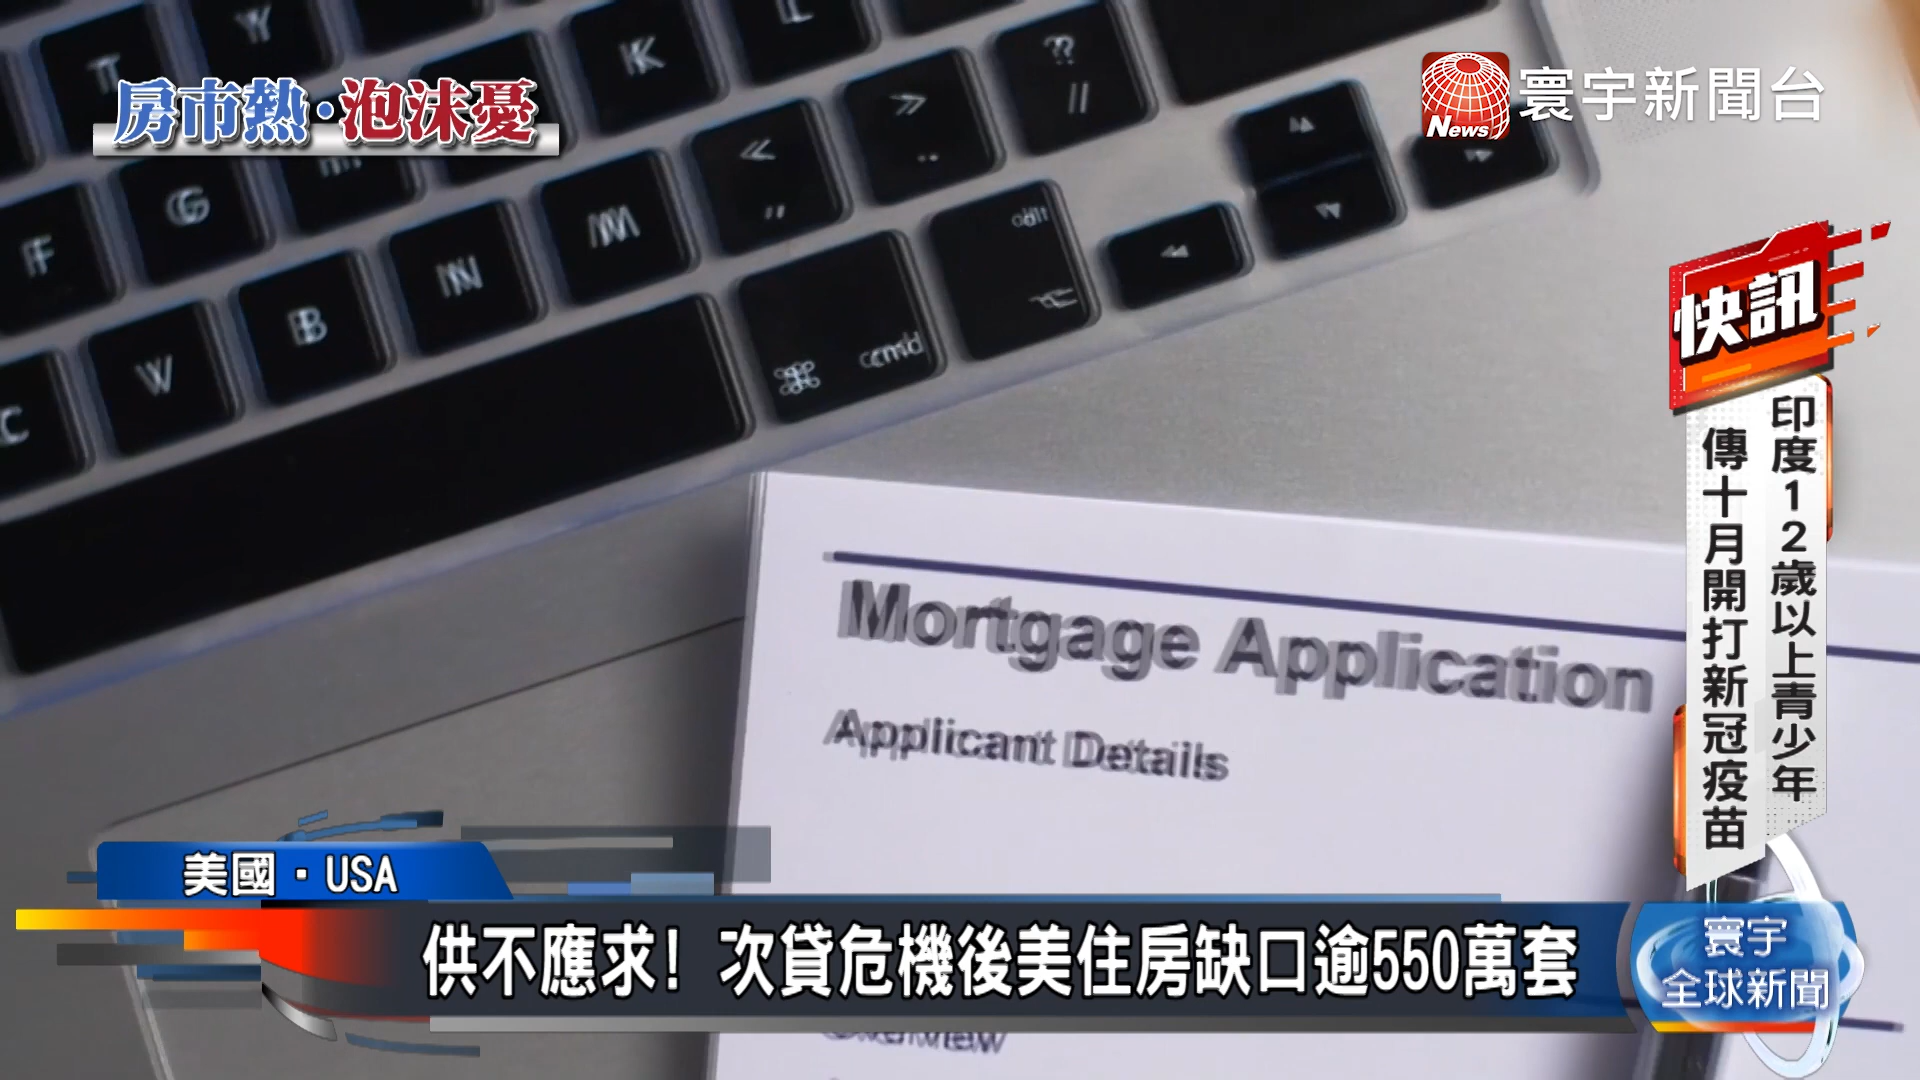 房市熱·泡沫憂
News 寰宇新聞台
快訊
印度12歲以上青少年
傳十月開打新冠疫苗
Y
K
L
T
?
/
>
.
<
,
G
M
F
N
B
V
C
alt
cmd
Mortgage Application
Applicant Details
美國·USA
供不應求! 次貸危機後美住房缺口逾550萬套
寰宇
全球新聞
Overview